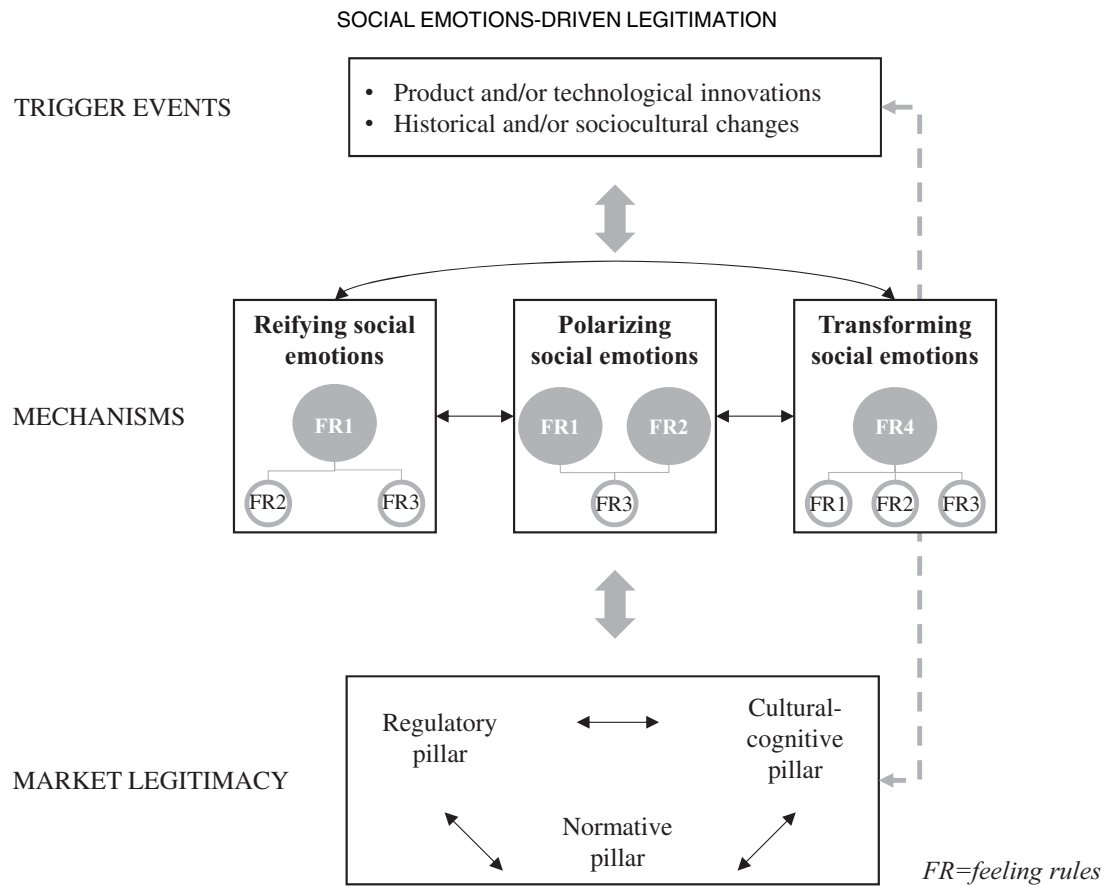 SOCIAL EMOTIONS-DRIVEN LEGITIMATION
TRIGGER EVENTS
• Product and/or technological innovations
• Historical and/or sociocultural changes
MECHANISMS
Reifying social
emotions
FR1
FR2
FR3
Polarizing
social emotions
FR1
FR2
FR3
Transforming
social emotions
FR4
FR1
FR2
FR3
MARKET LEGITIMACY
Regulatory
pillar
Cultural-
cognitive
pillar
Normative
pillar
FR=feeling rules